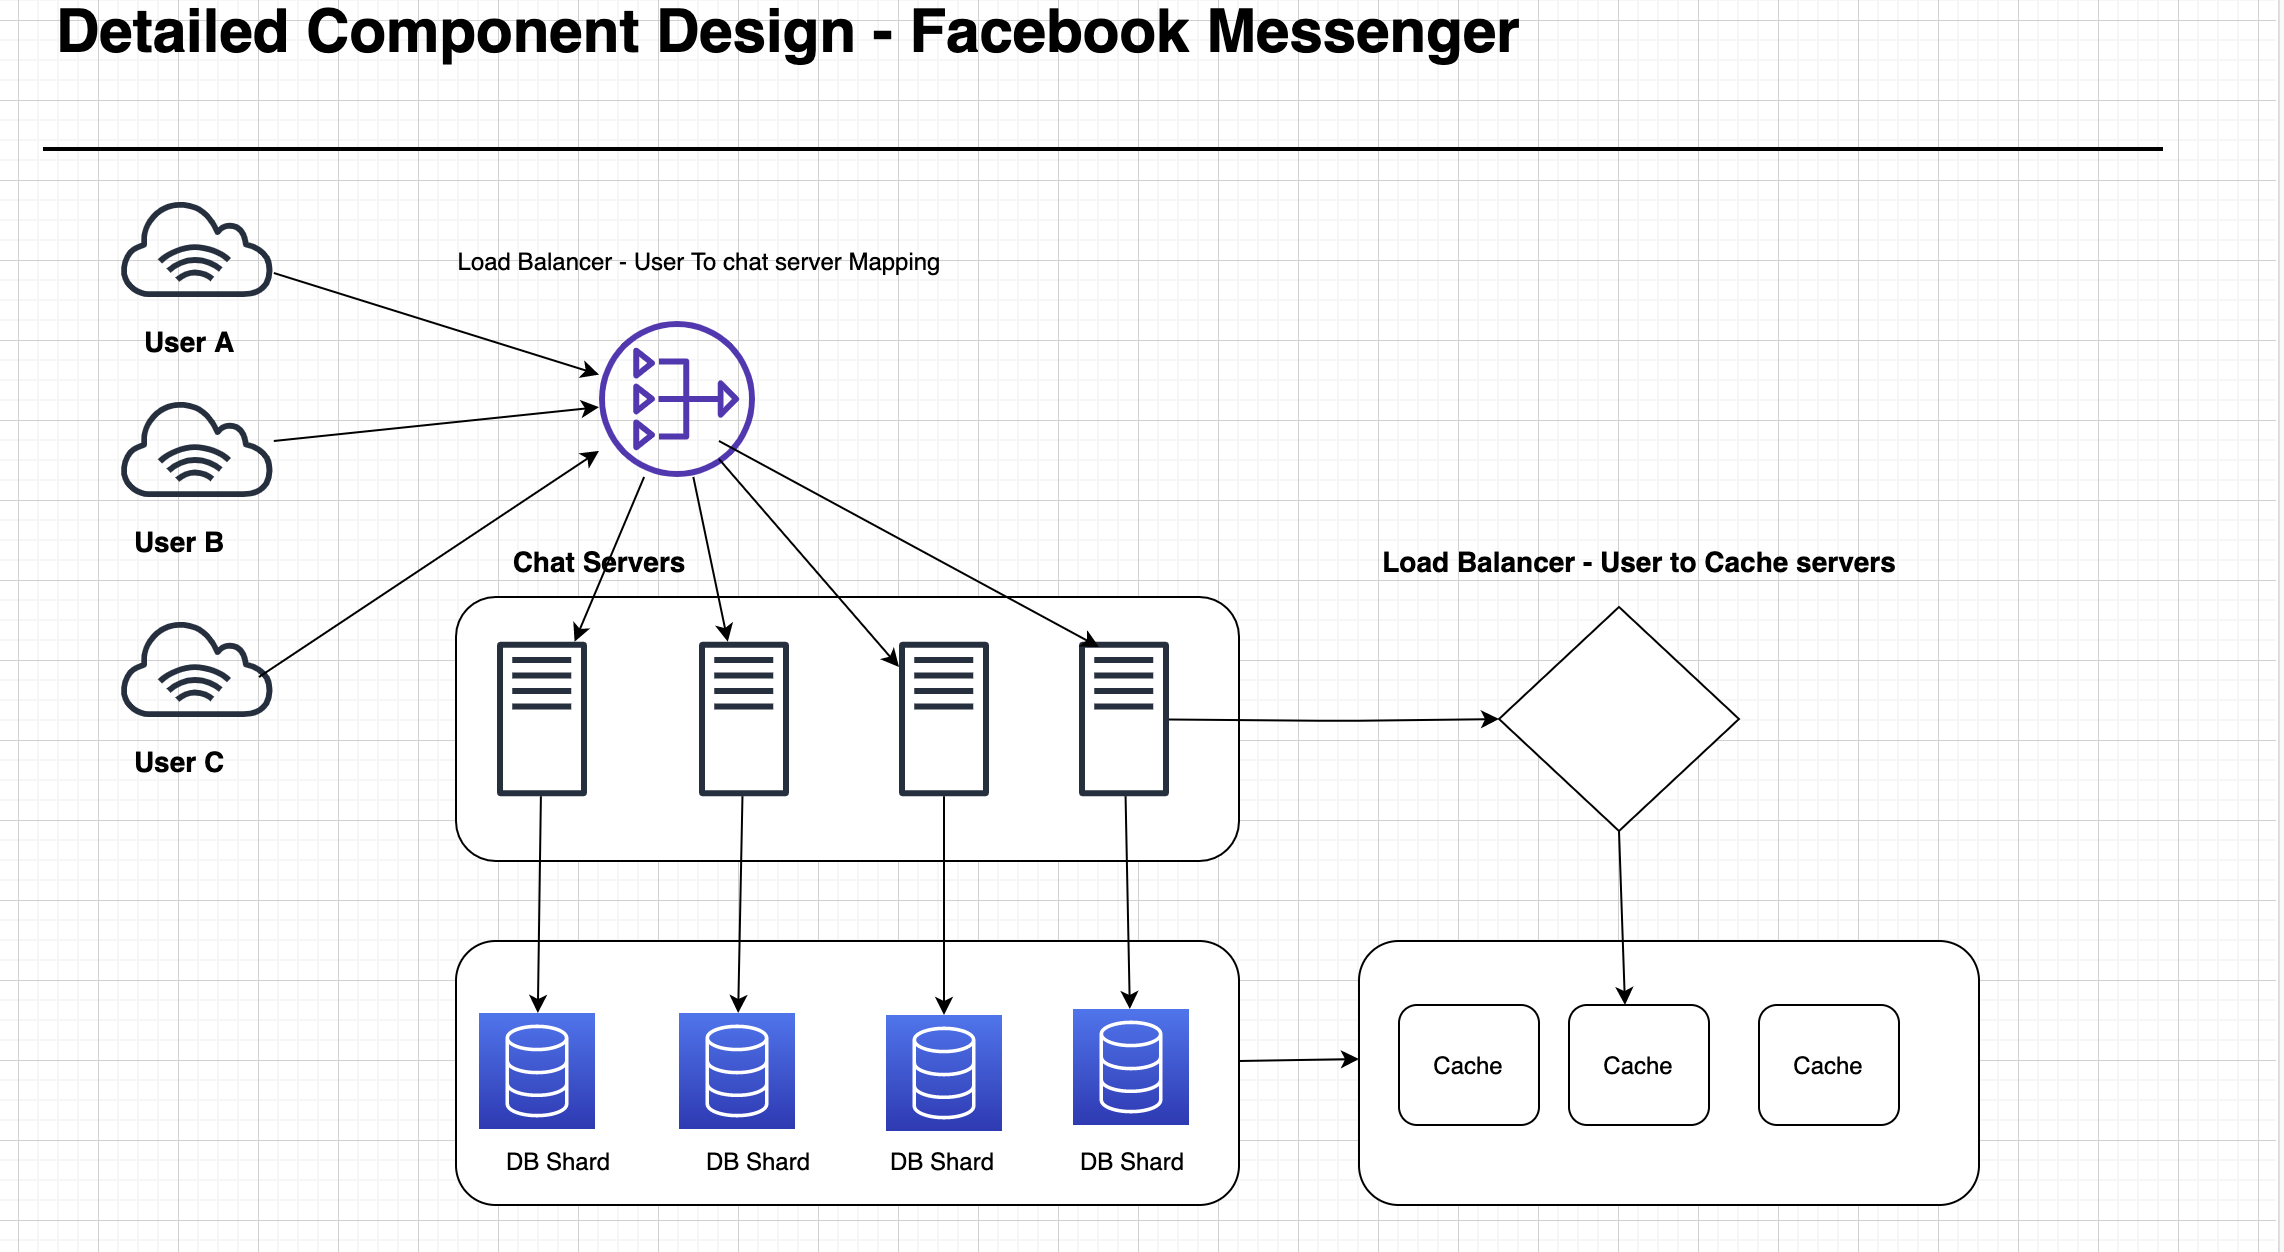 Detailed Component Design - Facebook Messenger
Load Balancer - User To chat server Mapping
User A
User B
Chat Servers
Load Balancer - User to Cache servers
User C
Cache
Cache
Cache
DB Shard
DB Shard
DB Shard
DB Shard